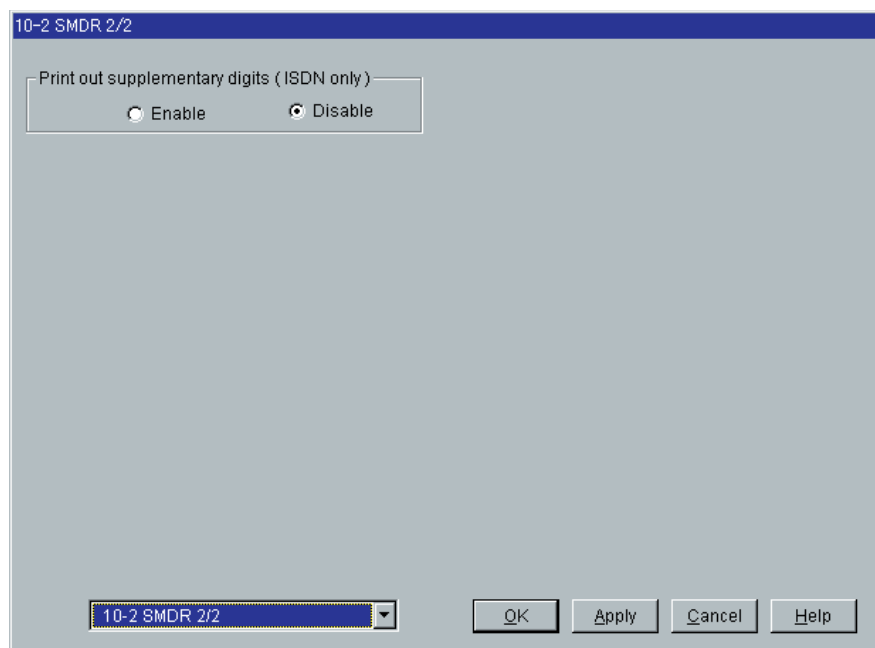 10-2 SMDR 2/2
Print out supplementary digits ( ISDN only )
Enable Disable
10-2 SMDR 2/2 OK Apply Cancel Help